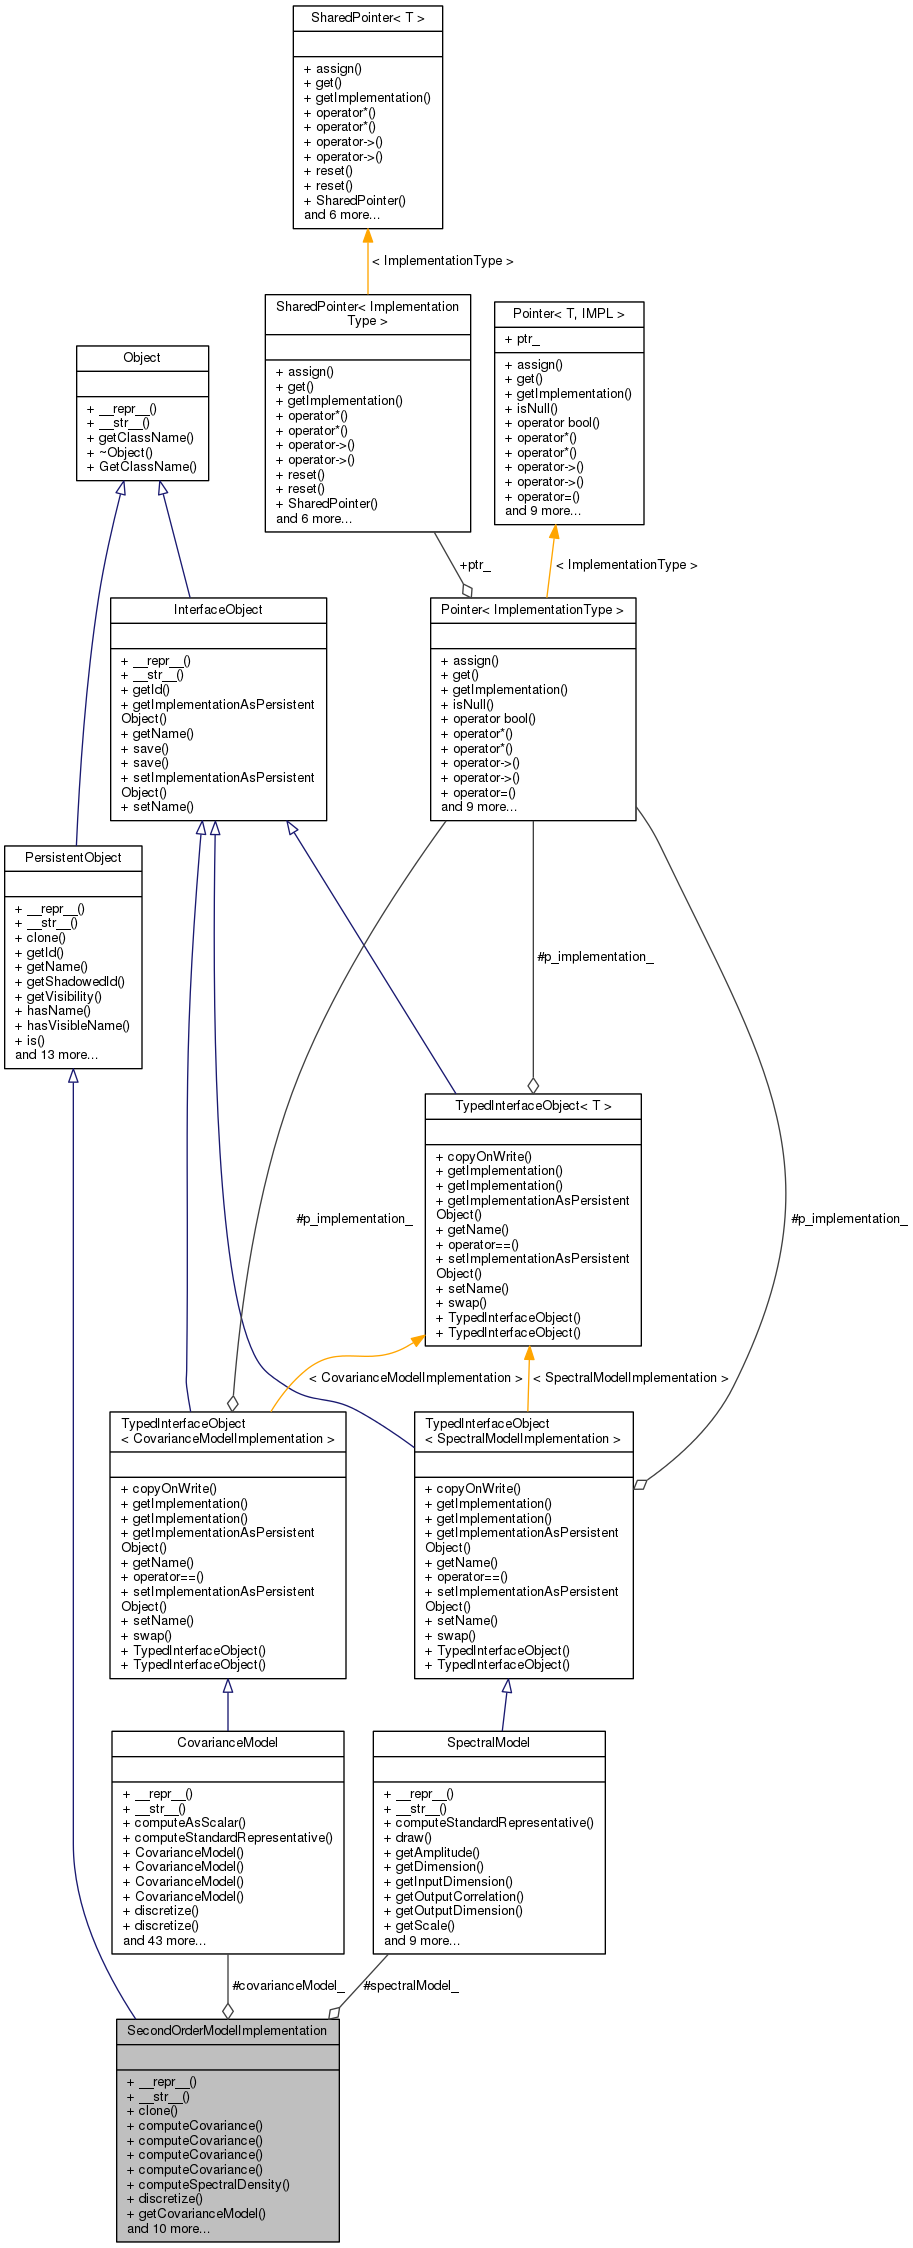 SharedPointer< T >
+ assign()
+ get()
+ getImplementation()
+ operator*()
+ operator*()
+ operator->()
+ operator->()
+ reset()
+ reset()
+ SharedPointer()
and 6 more...
< ImplementationType >
SharedPointer< Implementation
Type >
+ assign()
+ get()
+ getImplementation()
+ operator*()
+ operator*()
+ operator->()
+ operator->()
+ reset()
+ reset()
+ SharedPointer()
and 6 more...
Pointer< T, IMPL >
+ ptr_
+ assign()
+ get()
+ getImplementation()
+ isNull()
+ operator bool()
+ operator*()
+ operator*()
+ operator->()
+ operator->()
+ operator=()
and 9 more...
Object
+ __repr__()
+ __str__()
+ getClassName()
+ ~Object()
+ GetClassName()
+ptr_
< ImplementationType >
InterfaceObject
+ __repr__()
+ __str__()
+ getId()
+ getImplementationAsPersistent
Object()
+ getName()
+ save()
+ save()
+ setImplementationAsPersistent
Object()
+ setName()
Pointer< ImplementationType >
+ assign()
+ get()
+ getImplementation()
+ isNull()
+ operator bool()
+ operator*()
+ operator*()
+ operator->()
+ operator->()
+ operator=()
and 9 more...
PersistentObject
+ __repr__()
+ __str__()
+ clone()
+ getId()
+ getName()
+ getShadowedId()
+ getVisibility()
+ hasName()
+ hasVisibleName()
+ is()
and 13 more...
#p_implementation_
TypedInterfaceObject< T >
+ copyOnWrite()
+ getImplementation()
+ getImplementation()
+ getImplementationAsPersistent
Object()
+ getName()
+ operator==()
+ setImplementationAsPersistent
Object()
+ setName()
+ swap()
+ TypedInterfaceObject()
+ TypedInterfaceObject()
#p_implementation_
#p_implementation_
< CovarianceModelImplementation >
< SpectralModelImplementation >
TypedInterfaceObject
< CovarianceModelImplementation >
+ copyOnWrite()
+ getImplementation()
+ getImplementation()
+ getImplementationAsPersistent
Object()
+ getName()
+ operator==()
+ setImplementationAsPersistent
Object()
+ setName()
+ swap()
+ TypedInterfaceObject()
+ TypedInterfaceObject()
TypedInterfaceObject
< SpectralModelImplementation >
+ copyOnWrite()
+ getImplementation()
+ getImplementation()
+ getImplementationAsPersistent
Object()
+ getName()
+ operator==()
+ setImplementationAsPersistent
Object()
+ setName()
+ swap()
+ TypedInterfaceObject()
+ TypedInterfaceObject()
CovarianceModel
+ __repr__()
+ __str__()
+ computeAsScalar()
+ computeStandardRepresentative()
+ CovarianceModel()
+ CovarianceModel()
+ CovarianceModel()
+ CovarianceModel()
+ discretize()
+ discretize()
and 43 more...
SpectralModel
+ __repr__()
+ __str__()
+ computeStandardRepresentative()
+ draw()
+ getAmplitude()
+ getDimension()
+ getInputDimension()
+ getOutputCorrelation()
+ getOutputDimension()
+ getScale()
and 9 more...
#covarianceModel_
#spectralModel_
SecondOrderModelImplementation
+ __repr__()
+ __str__()
+ clone()
+ computeCovariance()
+ computeCovariance()
+ computeCovariance()
+ computeCovariance()
+ computeSpectralDensity()
+ discretize()
+ getCovarianceModel()
and 10 more...